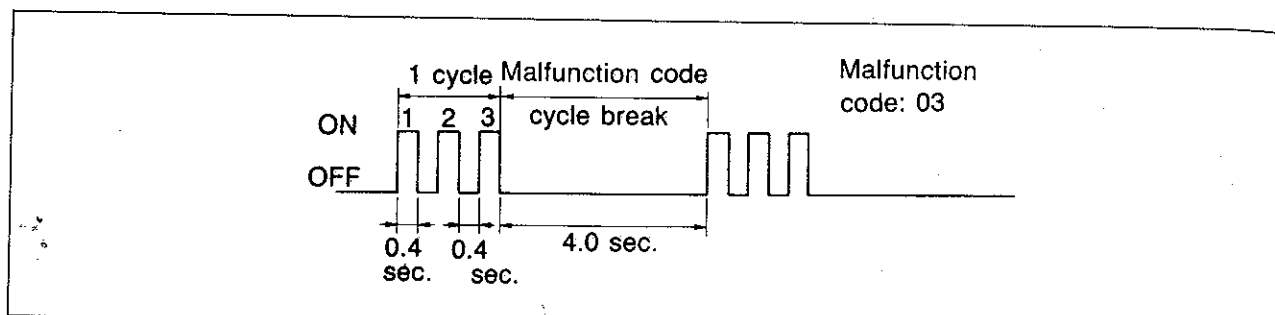 1 cycle Malfunction code
cycle break
Malfunction
code: 03
1 2 3
ON
OFF
0.4
sec.
0.4
sec.
4.0 sec.